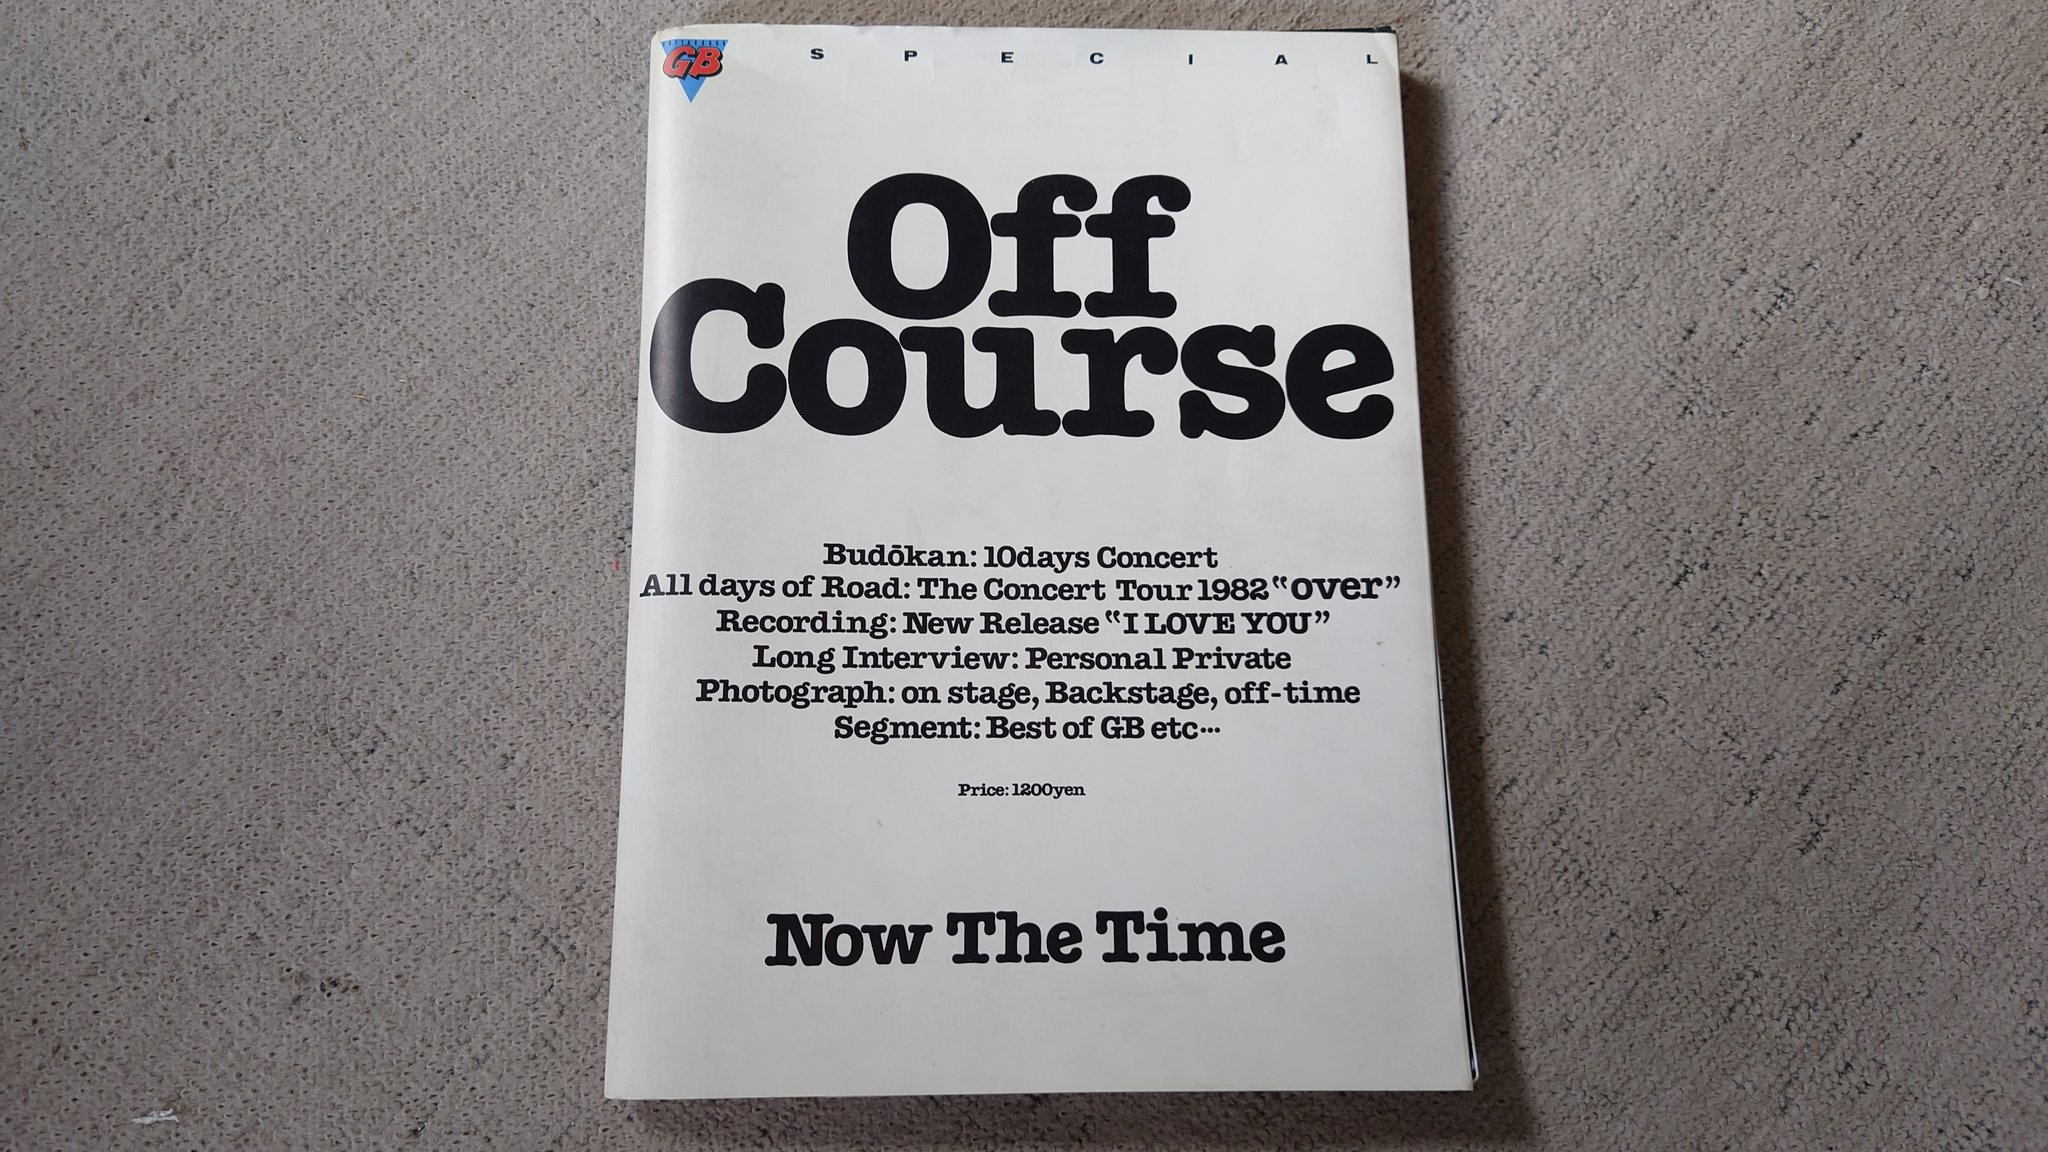 GB SPECIAL
Off
Course
Budōkan: 10days Concert
All days of Road: The Concert Tour 1982 “over”
Recording: New Release “I LOVE YOU”
Long Interview: Personal Private
Photograph: on stage, Backstage, off-time
Segment: Best of GB etc…
Price: 1200yen
Now The Time